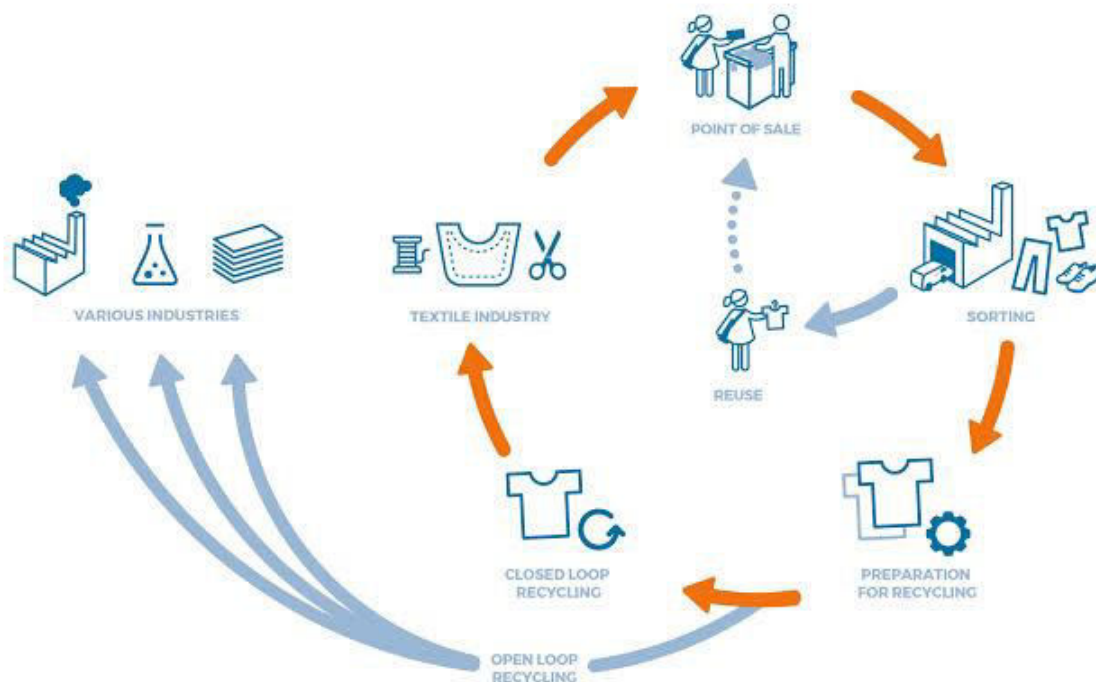 POINT OF SALE
VARIOUS INDUSTRIES
TEXTILE INDUSTRY
SORTING
REUSE
CLOSED LOOP
RECYCLING
PREPARATION
FOR RECYCLING
OPEN LOOP
RECYCLING